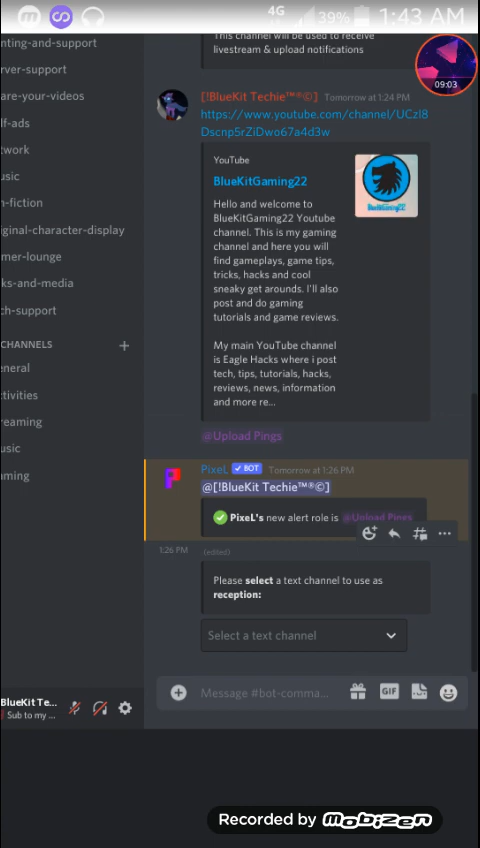 4G 39% 1:43 AM
nting-and-support
This channel will be used to receive
livestream & upload notifications
rver-support
are-your-videos
09:03
[!BlueKit Techie™®©] Tomorrow at 1:24 PM
https://www.youtube.com/channel/UCzl8
Dscnp5rZiDwo67a4d3w
lf-ads
twork
usic
n-fiction
iginal-character-display
mer-lounge
ks-and-media
ch-support
CHANNELS
eneral
ctivities
reaming
usic
aming
YouTube
BlueKitGaming22
Hello and welcome to
BlueKitGaming22 Youtube
channel. This is my gaming
channel and here you will
find gameplays, game tips,
tricks, hacks and cool
sneaky get arounds. I'll also
post and do gaming
tutorials and game reviews.
My main YouTube channel
is Eagle Hacks where i post
tech, tips, tutorials, hacks,
reviews, news, information
and more re...
BlueKitGaming22
@Upload Pings
PixeL BOT Tomorrow at 1:26 PM
@[!BlueKit Techie™®©]
PixeL's new alert role is @Upload Pings
1:26 PM (edited)
Please select a text channel to use as
reception:
Select a text channel
Message #bot-comma...
GIF
BlueKit Te...
Sub to my ...
Recorded by mobizen